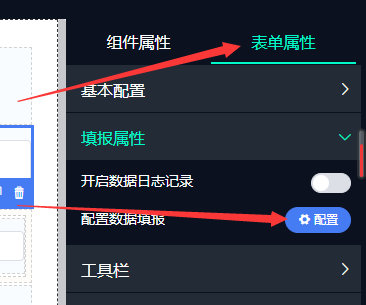 组件属性 表单属性
基本配置
填报属性
开启数据日志记录
配置数据填报 配置
工具栏